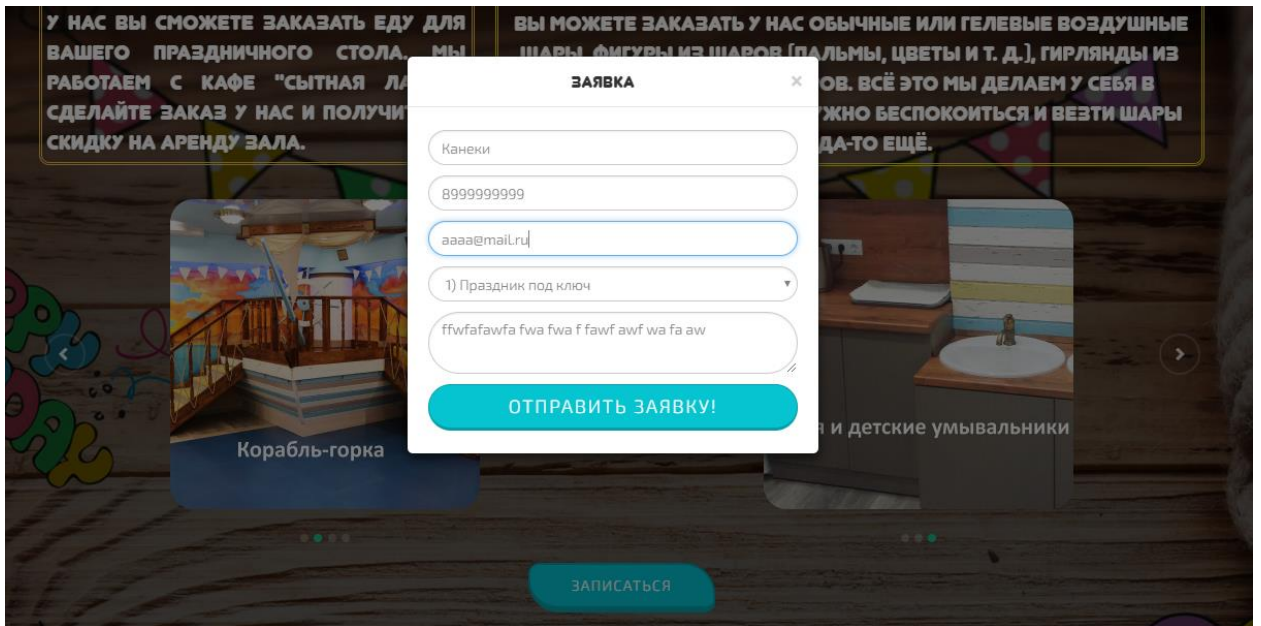 У НАС ВЫ СМОЖЕТЕ ЗАКАЗАТЬ ЕДУ ДЛЯ
ВАШЕГО ПРАЗДНИЧНОГО СТОЛА. МЫ
РАБОТАЕМ С КАФЕ "СЫТНАЯ
СДЕЛАЙТЕ ЗАКАЗ У НАС И
СКИДКУ НА АРЕНДУ ЗАЛА.
ВЫ МОЖЕТЕ ЗАКАЗАТЬ У НАС ОБЫЧНЫЕ ИЛИ ГЕЛЕВЫЕ ВОЗДУШНЫЕ
ШАРЫ, ФИГУРЫ ИЗ ШАРОВ (ПАЛЬМЫ, ЦВЕТЫ И Т. Д.), ГИРЛЯНДЫ ИЗ
ОВ. ВСЁ ЭТО МЫ ДЕЛАЕМ У СЕБЯ В
БЕСПОКОИТЬСЯ И ВЕЗТИ ШАРЫ
ДА-ТО ЕЩЁ.
ЗАЯВКА ×
Канеки
8999999999
aaaa@mail.ru
1) Праздник под ключ
ffwfafawfa fwa fwa f fawf awf wa fa aw
ОТПРАВИТЬ ЗАЯВКУ!
Корабль-горка
и детские умывальники
ЗАПИСАТЬСЯ